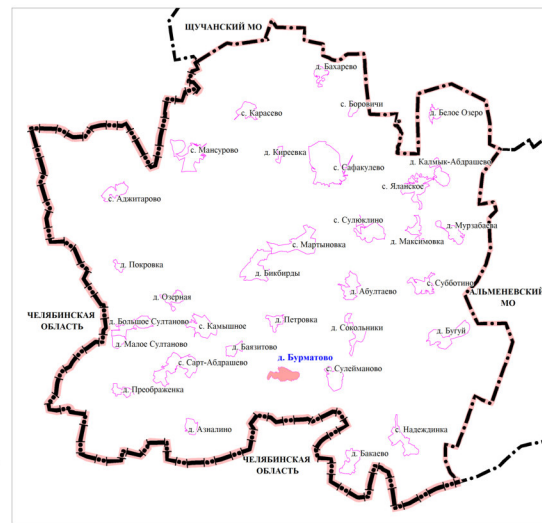 ЩУЧАНСКИЙ МО
д. Бахарево
с. Боровичи
с. Карасево
д. Белое Озеро
с. Мансурово
д. Киреевка
с. Сафакулево
д. Калмык-Абдрашево
с. Яланское
с. Аджитарово
с. Сулюклино
д. Максимовка
д. Мурзабаева
с. Мартыновка
д. Покровка
д. Бикбирды
д. Абултаево
с. Субботино
АЛЬМЕНЕВСКИЙ
МО
д. Озерная
ЧЕЛЯБИНСКАЯ
ОБЛАСТЬ
д. Большое Султаново
с. Камышное
д. Петровка
д. Сокольники
д. Бугуй
д. Малое Султаново
д. Баязитово
д. Бурматово
с. Сарт-Абдрашево
с. Сулейманово
д. Преображенка
д. Азналино
с. Надеждинка
д. Бакаево
ЧЕЛЯБИНСКАЯ
ОБЛАСТЬ